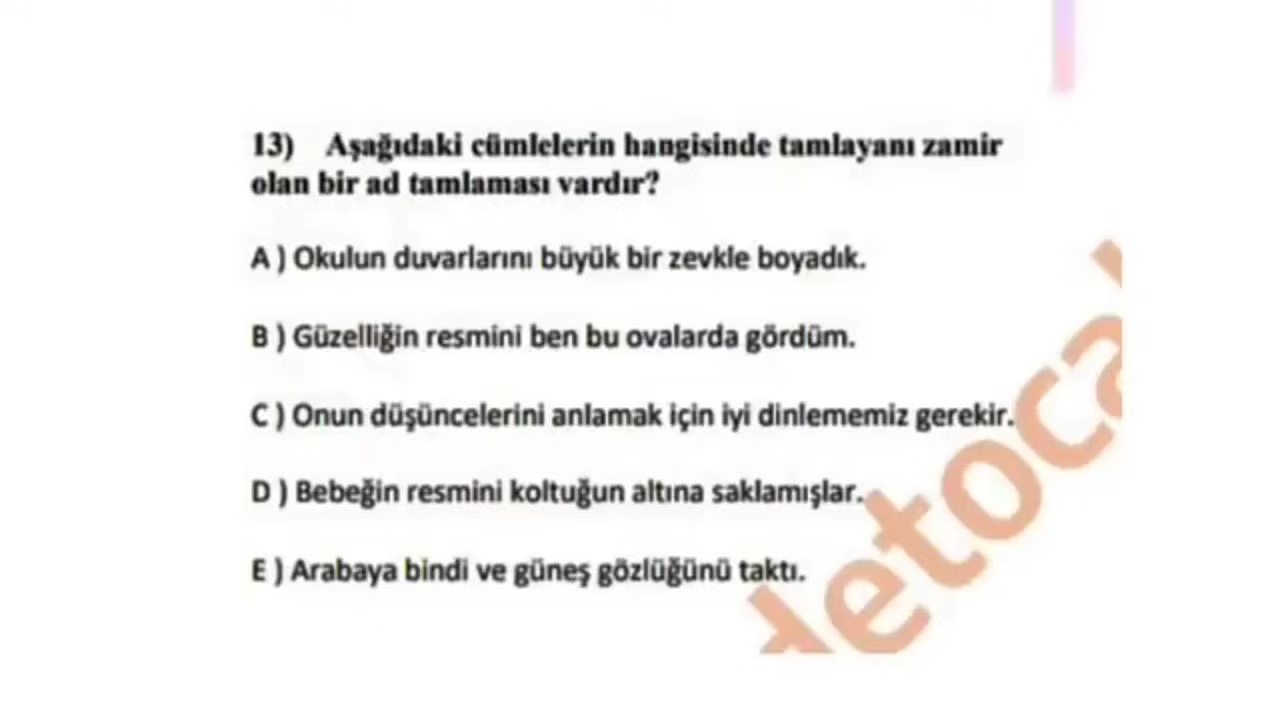 13) Aşağıdaki cümlelerin hangisinde tamlayanı zamir
olan bir ad tamlaması vardır?
A ) Okulun duvarlarını büyük bir zevkle boyadık.
B ) Güzelliğin resmini ben bu ovalarda gördüm.
C ) Onun düşüncelerini anlamak için iyi dinlememiz gerekir.
D ) Bebeğin resmini koltuğun altına saklamışlar.
E ) Arabaya bindi ve güneş gözlüğünü taktı.